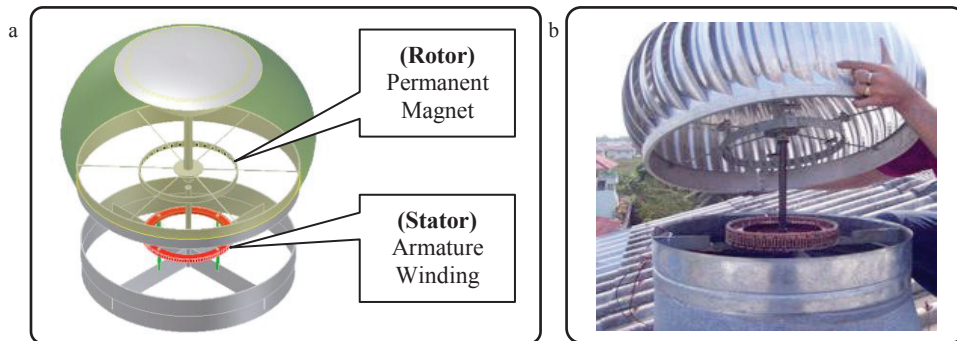 a
(Rotor)
Permanent
Magnet
(Stator)
Armature
Winding
b